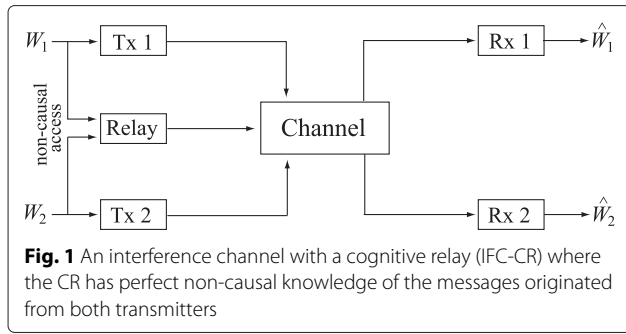 W₁ Tx 1 Rx 1 Ŵ₁
non-causal
access
Relay Channel
W₂ Tx 2 Rx 2 Ŵ₂
Fig. 1 An interference channel with a cognitive relay (IFC-CR) where
the CR has perfect non-causal knowledge of the messages originated
from both transmitters